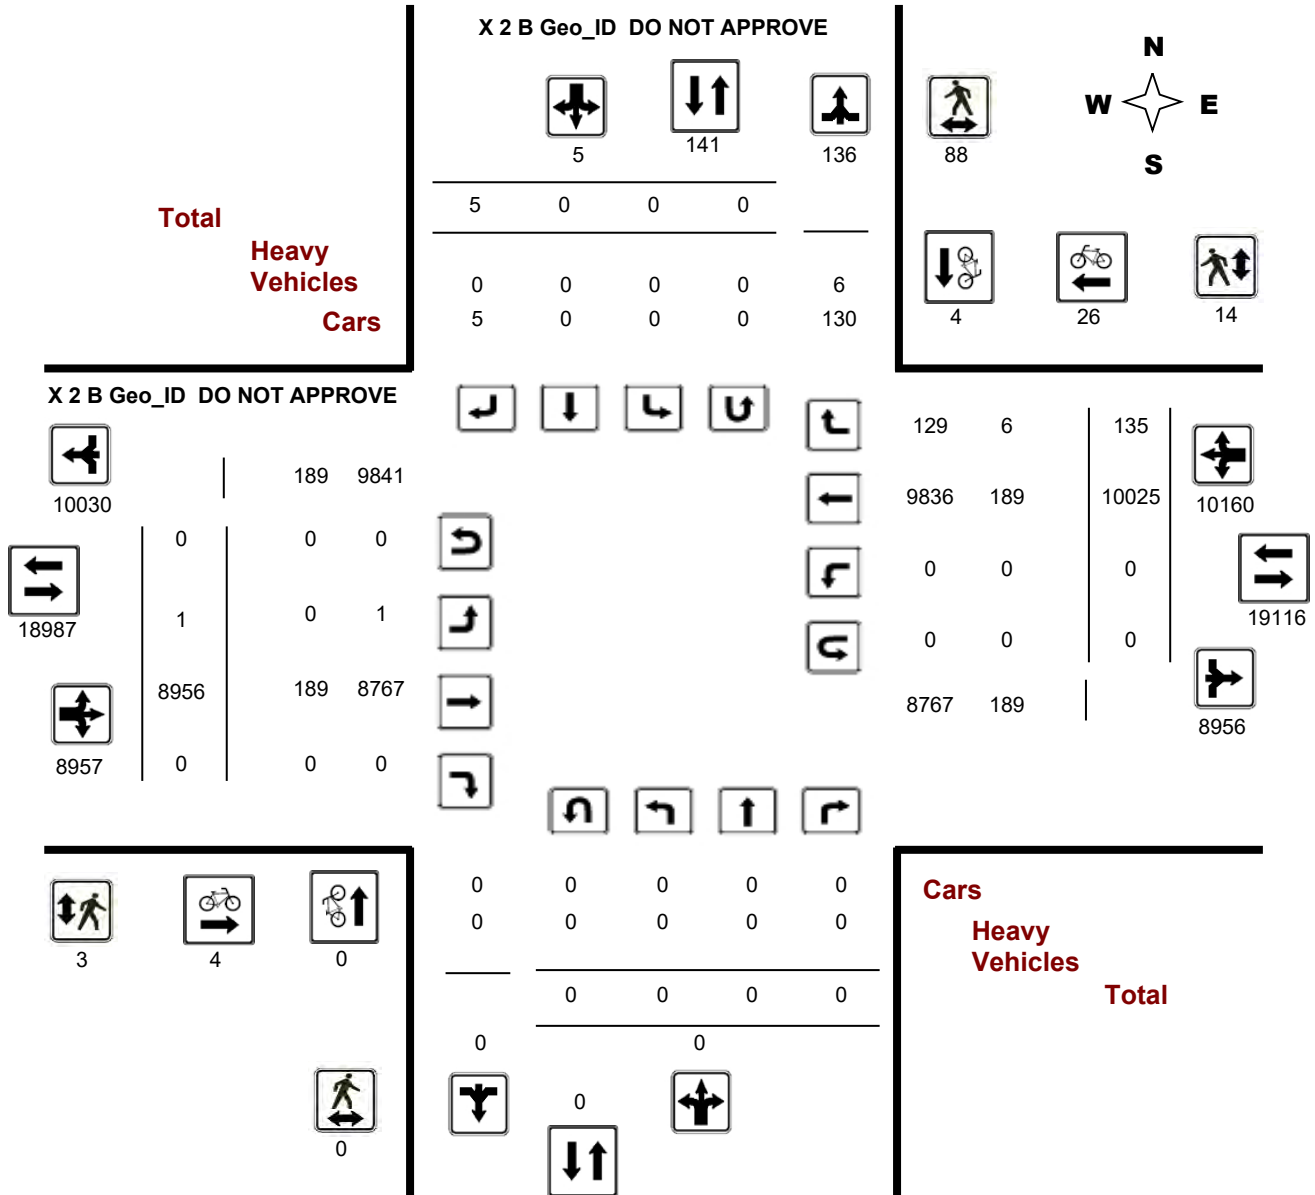 X 2 B Geo_ID DO NOT APPROVE
N
W E
S
5 141 136 88
5 0 0 0
Total
Heavy
Vehicles
0 0 0 0 6
Cars
5 0 0 0 130
4 26 14
X 2 B Geo_ID DO NOT APPROVE
129 6 135
189 9841
10030
9836 189 10025 10160
0 0 0
0 0 0
18987
1 0 1
19116
0 0 0
8956 189 8767
8767 189
8956
8957 0 0 0
0 0 0 0 0
0 0 0 0 0
3 4 0
0 0 0 0
0 0
0
0
Cars
Heavy
Vehicles
Total